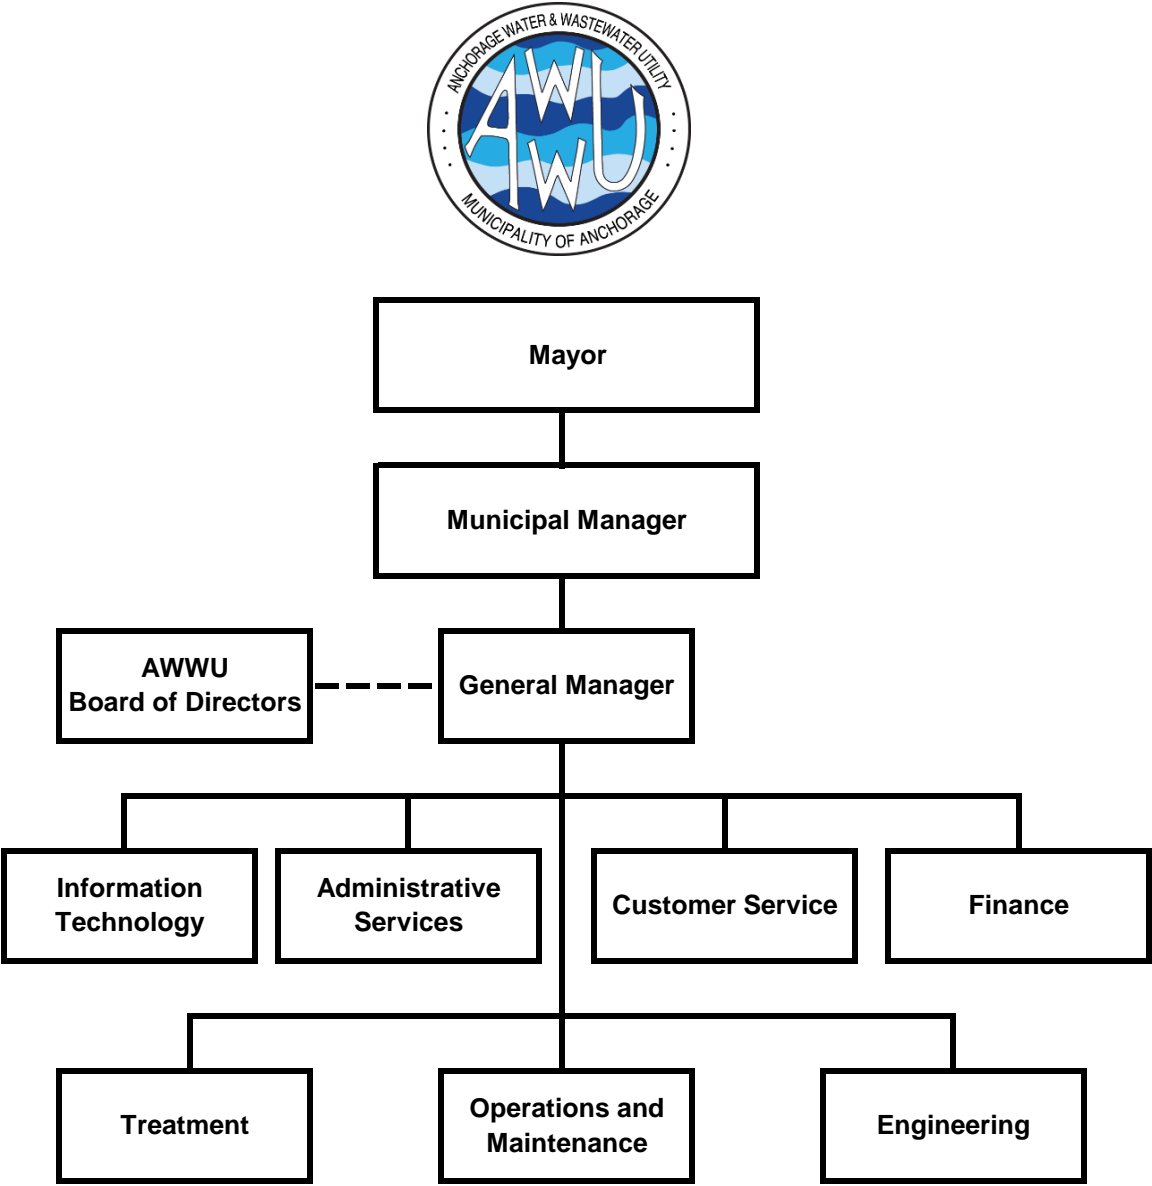 ANCHORAGE WATER & WASTEWATER UTILITY
AWWU
MUNICIPALITY OF ANCHORAGE
Mayor
Municipal Manager
AWWU
Board of Directors
General Manager
Information
Technology
Administrative
Services
Customer Service
Finance
Treatment
Operations and
Maintenance
Engineering